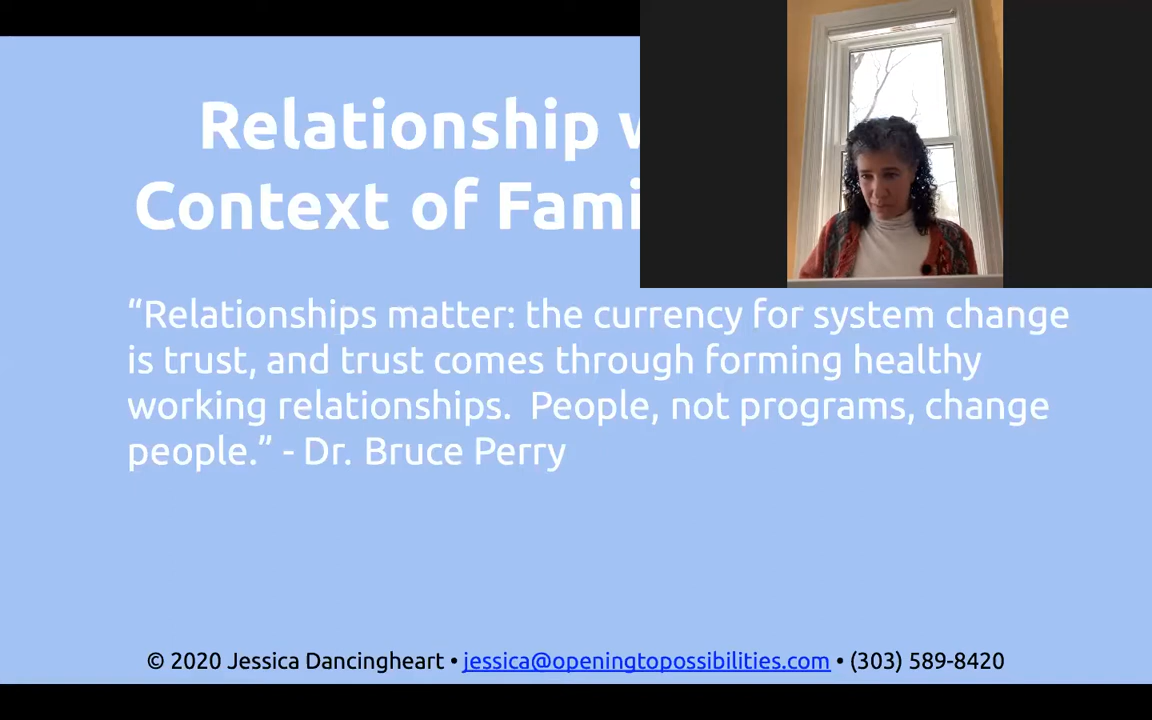 Relationship
Context of
“Relationships matter: the currency for system change
is trust, and trust comes through forming healthy
working relationships.  People, not programs, change
people.” - Dr. Bruce Perry
© 2020 Jessica Dancingheart • jessica@openingtopossibilities.com • (303) 589-8420